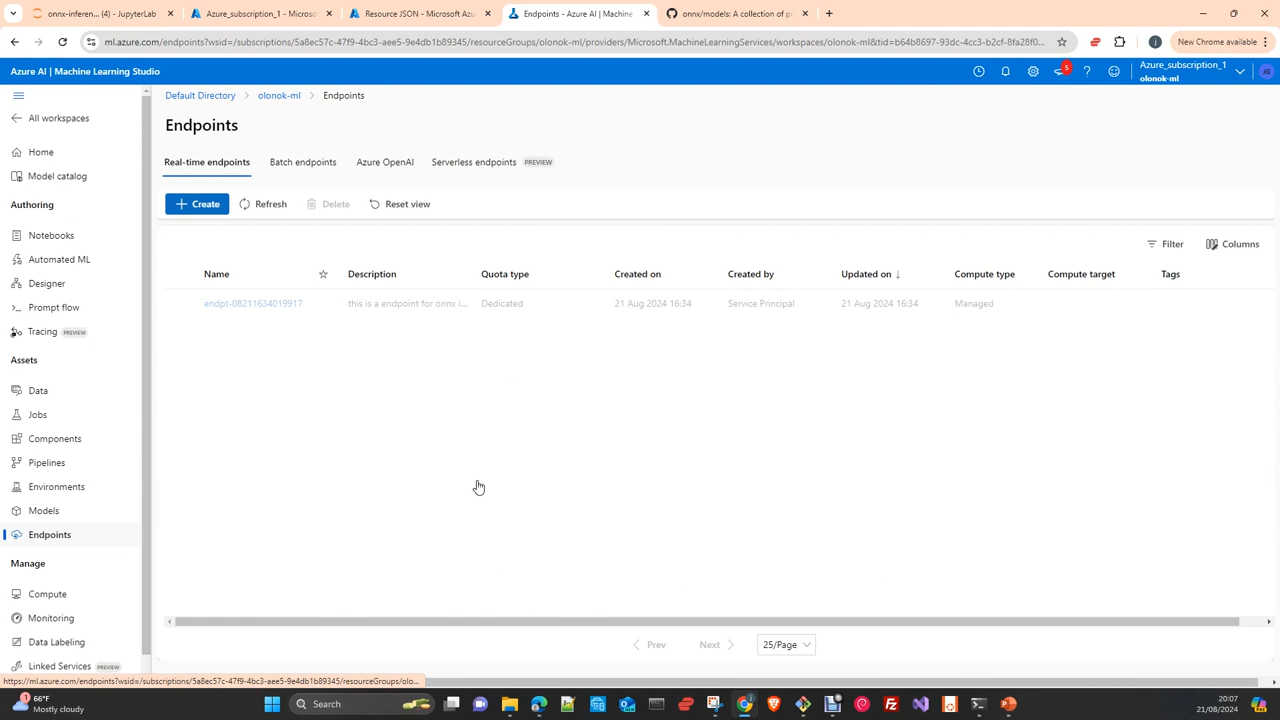 onnx-inferen... (4) - JupyterLab
Azure_subscription_1 - Microso
Resource JSON - Microsoft Az
Endpoints - Azure AI | Machine
onnx/models: A collection of p
ml.azure.com/endpoints?wsid=/subscriptions/5a8ec57c-47f9-4bc3-aee5-9e4db1b89345/resourceGroups/olonok-ml/providers/Microsoft.MachineLearningServices/workspaces/olonok-ml&tid=b64b8697-93dc-4cc3-b2cf-8fa28f0...
New Chrome available
Azure AI | Machine Learning Studio
5
Azure_subscription_1
olonok-ml
JG
All workspaces
Home
Model catalog
Authoring
Notebooks
Automated ML
Designer
Prompt flow
Tracing PREVIEW
Assets
Data
Jobs
Components
Pipelines
Environments
Models
Endpoints
Manage
Compute
Monitoring
Data Labeling
Linked Services PREVIEW
Default Directory > olonok-ml > Endpoints
Endpoints
Real-time endpoints Batch endpoints Azure OpenAI Serverless endpoints PREVIEW
Create Refresh Delete Reset view
Filter Columns
Name Description Quota type Created on Created by Updated on ↓ Compute type Compute target Tags
endpt-08211634019917 this is a endpoint for onnx i... Dedicated 21 Aug 2024 16:34 Service Principal 21 Aug 2024 16:34 Managed
Prev Next 25/Page
https://ml.azure.com/endpoints?wsid=/subscriptions/5a8ec57c-47f9-4bc3-aee5-9e4db1b89345/resourceGroups/olo...
1
66°F
Mostly cloudy
Search
20:07
21/08/2024